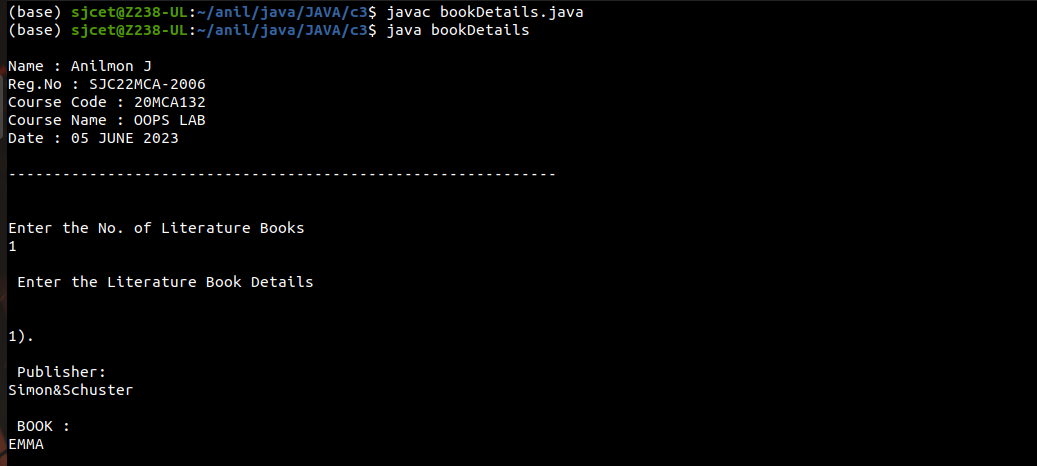 (base) sjcet@Z238-UL:~/anil/java/JAVA/c3$ javac bookDetails.java
(base) sjcet@Z238-UL:~/anil/java/JAVA/c3$ java bookDetails
Name : Anilmon J
Reg.No : SJC22MCA-2006
Course Code : 20MCA132
Course Name : OOPS LAB
Date : 05 JUNE 2023
-------------------------------------------------------------
Enter the No. of Literature Books
1
Enter the Literature Book Details
1).
Publisher:
Simon&Schuster
BOOK :
EMMA